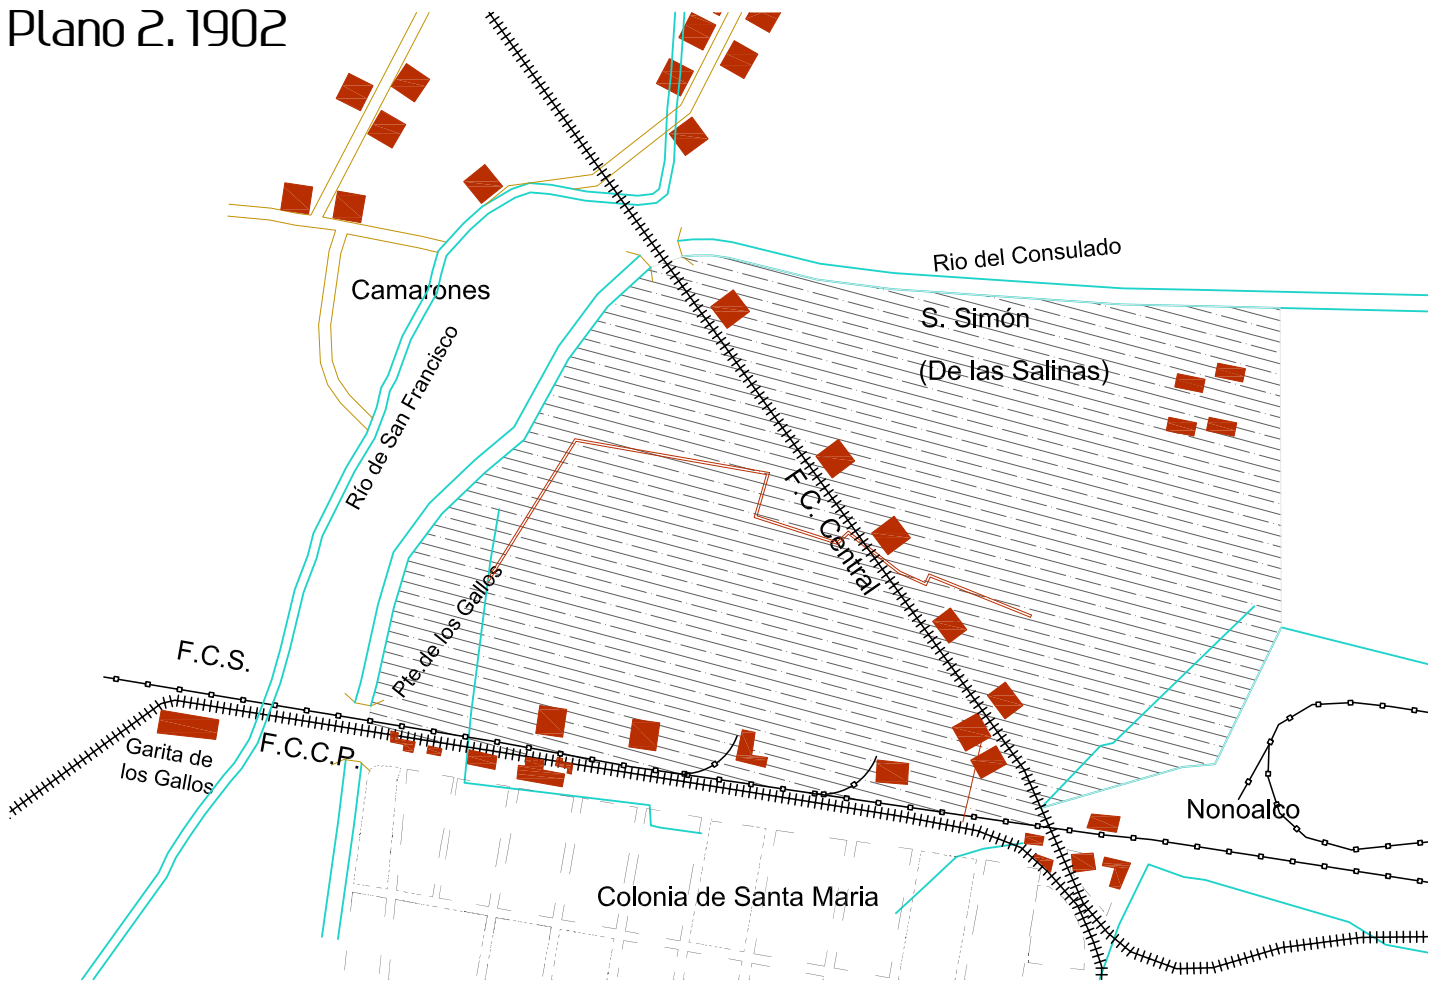 Plano 2. 1902
Rio del Consulado
Camarones
S. Simón
(De las Salinas)
Río de San Francisco
F.C. Central
Pte. de los Gallos
F.C.S.
F.C.C.P.
Garita de
los Gallos
Nonoalco
Colonia de Santa Maria